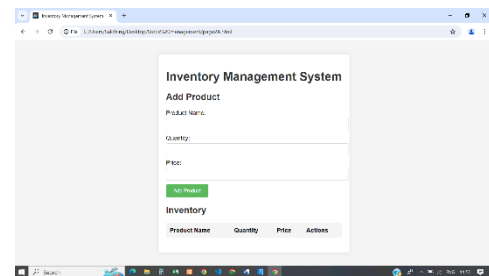 Inventory Management System
File
Inventory Management System
Add Product
Product Name:
Quantity:
Price:
Add Product
Inventory
Product Name Quantity Price Actions
Search